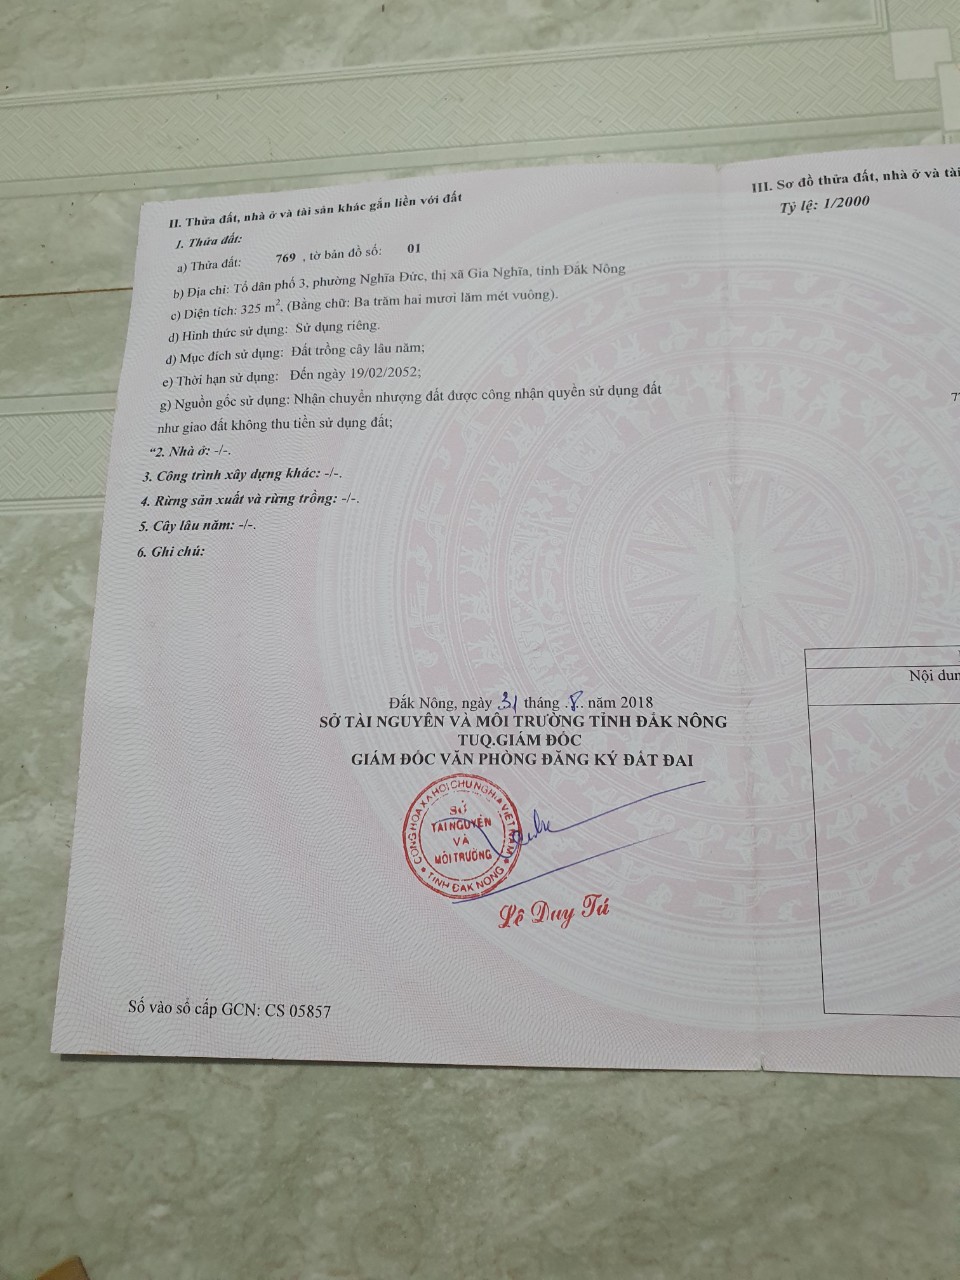 II. Thửa đất, nhà ở và tài sản khác gắn liền với đất
1. Thửa đất:
a) Thửa đất: 769 , tờ bản đồ số: 01
b) Địa chỉ: Tổ dân phố 3, phường Nghĩa Đức, thị xã Gia Nghĩa, tỉnh Đắk Nông
c) Diện tích: 325 m², (Bằng chữ: Ba trăm hai mươi lăm mét vuông).
d) Hình thức sử dụng: Sử dụng riêng.
đ) Mục đích sử dụng: Đất trồng cây lâu năm;
e) Thời hạn sử dụng: Đến ngày 19/02/2052;
g) Nguồn gốc sử dụng: Nhận chuyển nhượng đất được công nhận quyền sử dụng đất
như giao đất không thu tiền sử dụng đất;
“2. Nhà ở: -/-.
3. Công trình xây dựng khác: -/-.
4. Rừng sản xuất và rừng trồng: -/-.
5. Cây lâu năm: -/-.
6. Ghi chú:
Đắk Nông, ngày 31 tháng 8 năm 2018
SỞ TÀI NGUYÊN VÀ MÔI TRƯỜNG TỈNH ĐẮK NÔNG
TUQ.GIÁM ĐỐC
GIÁM ĐỐC VĂN PHÒNG ĐĂNG KÝ ĐẤT ĐAI
CỘNG HÒA XÃ HỘI CHỦ NGHĨA VIỆT NAM
SỞ
TÀI NGUYÊN
VÀ
MÔI TRƯỜNG
TỈNH ĐẮK NÔNG
Lê Duy Tá
Số vào sổ cấp GCN: CS 05857
III. Sơ đồ thửa đất, nhà ở và tài
Tỷ lệ: 1/2000
Nội dun